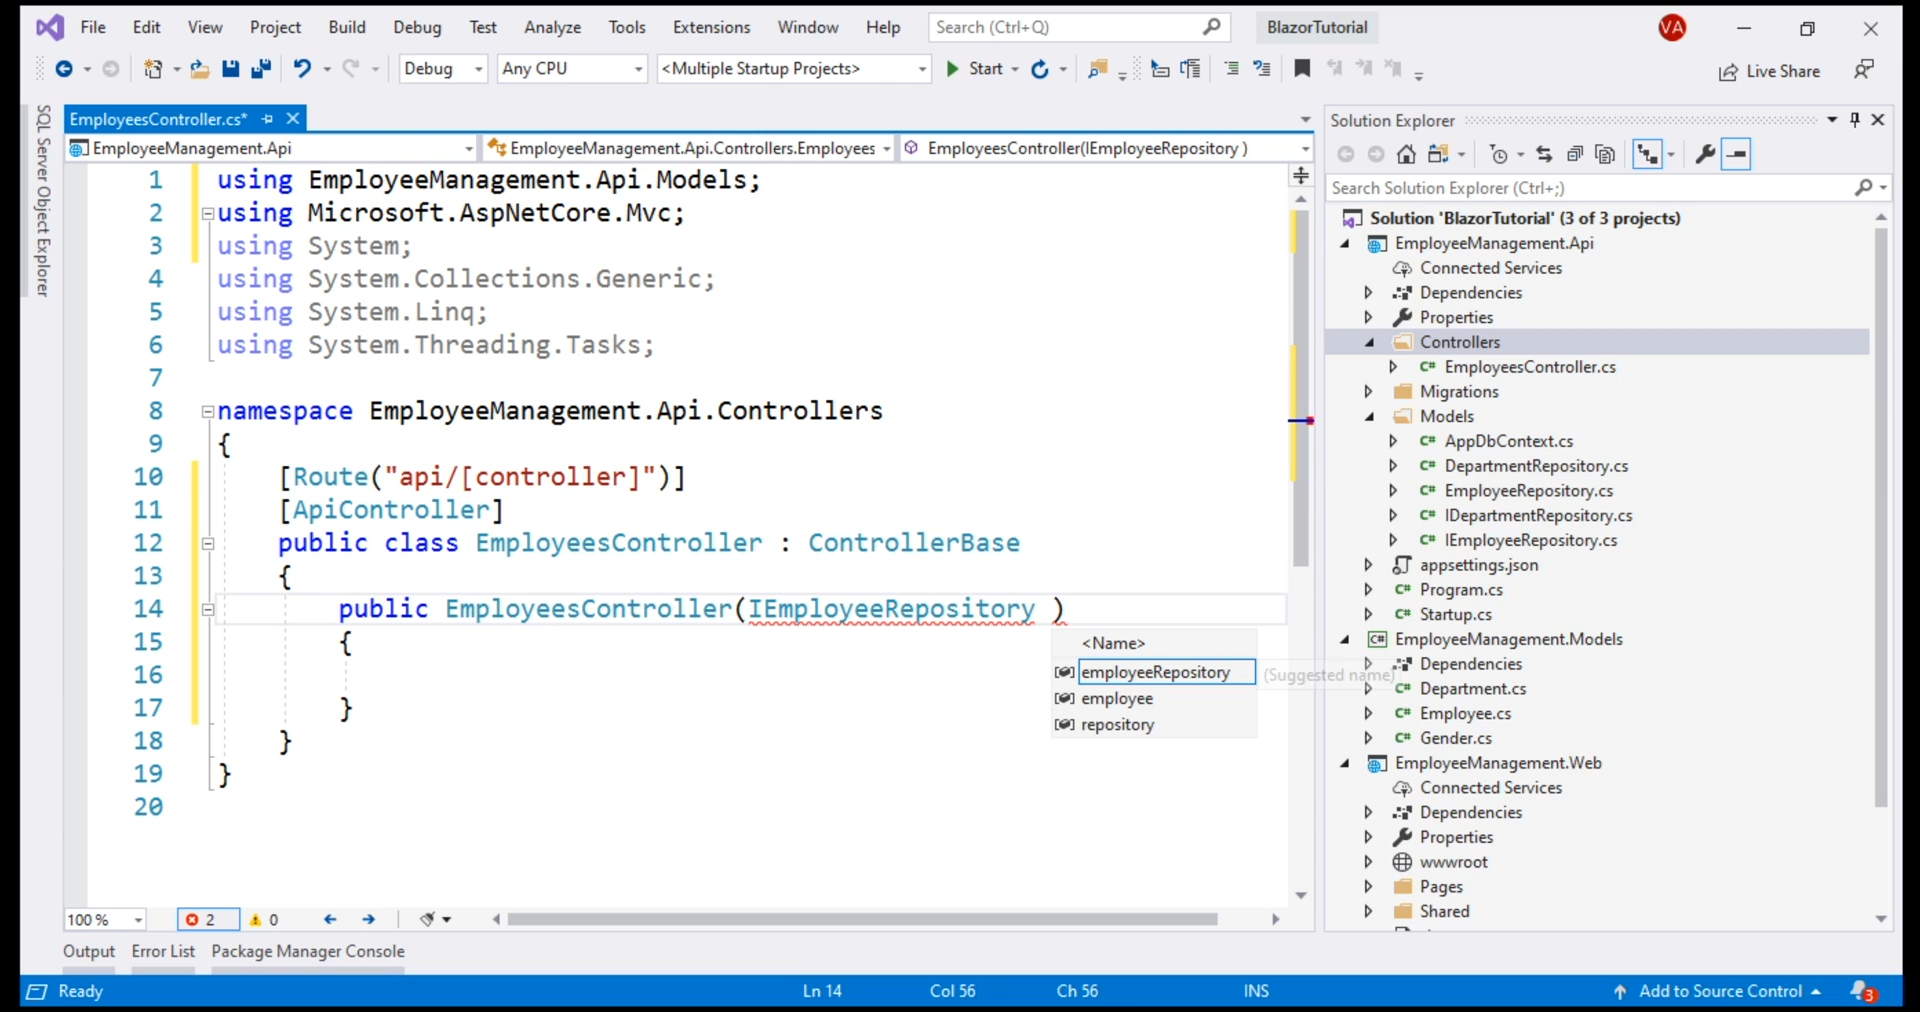 File Edit View Project Build Debug Test Analyze Tools Extensions Window Help Search (Ctrl+Q) BlazorTutorial VA
Debug Any CPU <Multiple Startup Projects> Start Live Share
SQL Server Object Explorer
EmployeesController.cs*
EmployeeManagement.Api EmployeeManagement.Api.Controllers.Employees EmployeesController(IEmployeeRepository )
1 using EmployeeManagement.Api.Models;
2 using Microsoft.AspNetCore.Mvc;
3 using System;
4 using System.Collections.Generic;
5 using System.Linq;
6 using System.Threading.Tasks;
7
8 namespace EmployeeManagement.Api.Controllers
9 {
10 [Route("api/[controller]")]
11 [ApiController]
12 public class EmployeesController : ControllerBase
13 {
14 public EmployeesController(IEmployeeRepository )
15 {
16
17 }
18 }
19 }
20
<Name>
employeeRepository (Suggested name)
employee
repository
100 % 2 0
Output Error List Package Manager Console
Solution Explorer
Search Solution Explorer (Ctrl+;)
Solution 'BlazorTutorial' (3 of 3 projects)
EmployeeManagement.Api
Connected Services
Dependencies
Properties
Controllers
C# EmployeesController.cs
Migrations
Models
C# AppDbContext.cs
C# DepartmentRepository.cs
C# EmployeeRepository.cs
C# IDepartmentRepository.cs
C# IEmployeeRepository.cs
appsettings.json
C# Program.cs
C# Startup.cs
C# EmployeeManagement.Models
Dependencies
C# Department.cs
C# Employee.cs
C# Gender.cs
EmployeeManagement.Web
Connected Services
Dependencies
Properties
wwwroot
Pages
Shared
Ready Ln 14 Col 56 Ch 56 INS Add to Source Control 3